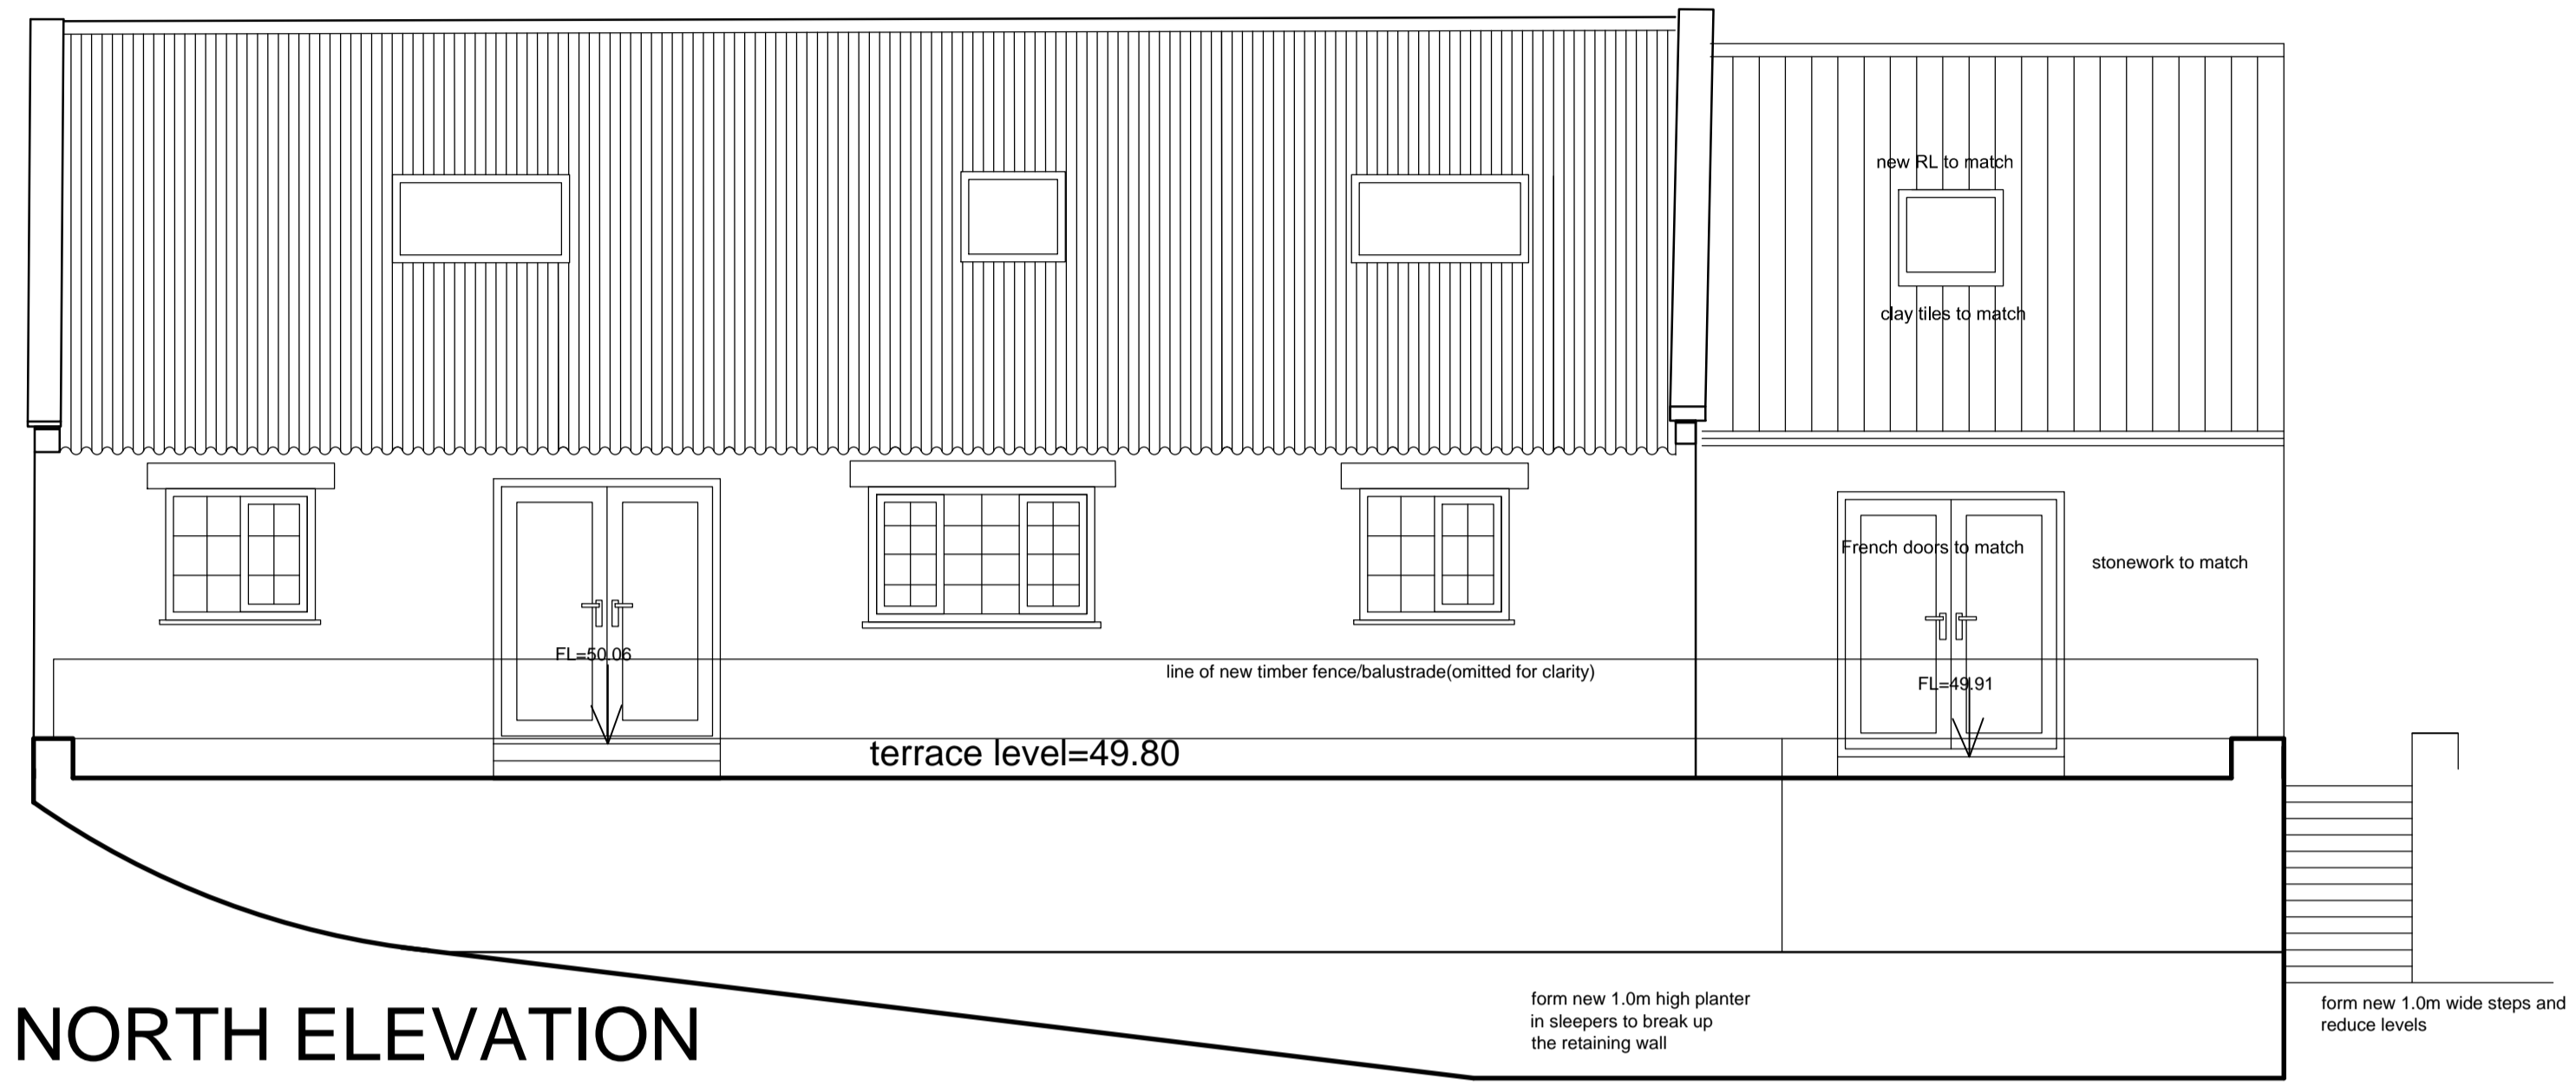 new RL to match
clay tiles to match
French doors to match
stonework to match
FL=50.06
line of new timber fence/balustrade(omitted for clarity)
FL=49.91
terrace level=49.80
form new 1.0m high planter
in sleepers to break up
the retaining wall
form new 1.0m wide steps and
reduce levels
NORTH ELEVATION